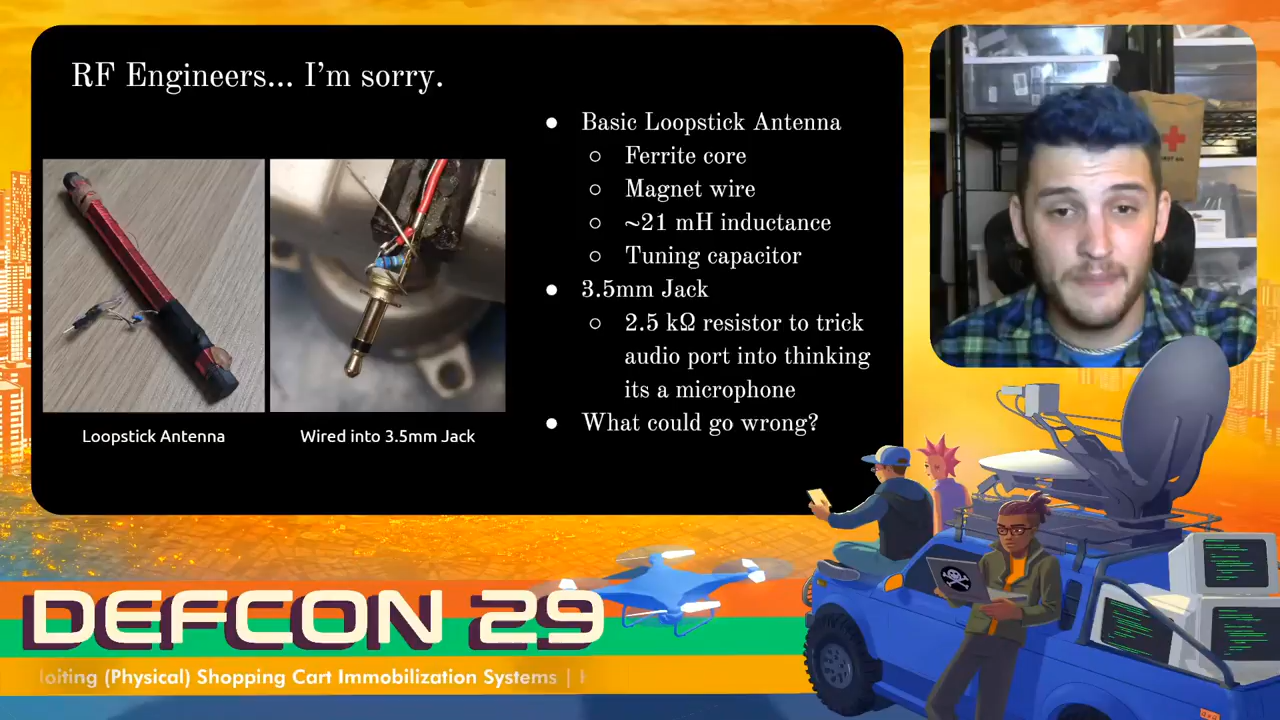 RF Engineers... I'm sorry.
● Basic Loopstick Antenna
○ Ferrite core
○ Magnet wire
○ ~21 mH inductance
○ Tuning capacitor
● 3.5mm Jack
○ 2.5 kΩ resistor to trick
audio port into thinking
its a microphone
● What could go wrong?
Loopstick Antenna
Wired into 3.5mm Jack
DEFCON 29
(Physical) Shopping Cart Immobilization Systems |